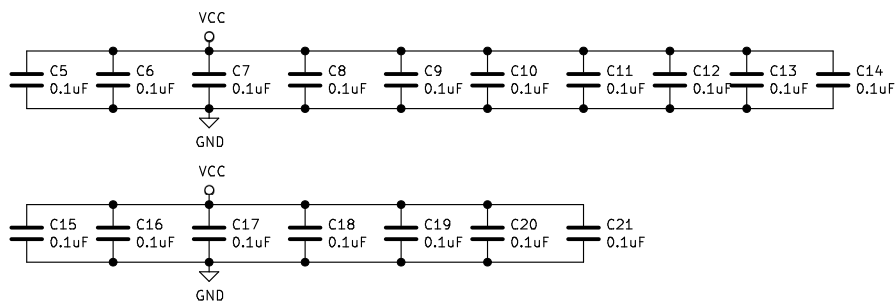 VCC
C5 C6 C7 C8 C9 C10 C11 C12 C13 C14
0.1uF 0.1uF 0.1uF 0.1uF 0.1uF 0.1uF 0.1uF 0.1uF 0.1uF 0.1uF
GND
VCC
C15 C16 C17 C18 C19 C20 C21
0.1uF 0.1uF 0.1uF 0.1uF 0.1uF 0.1uF 0.1uF
GND